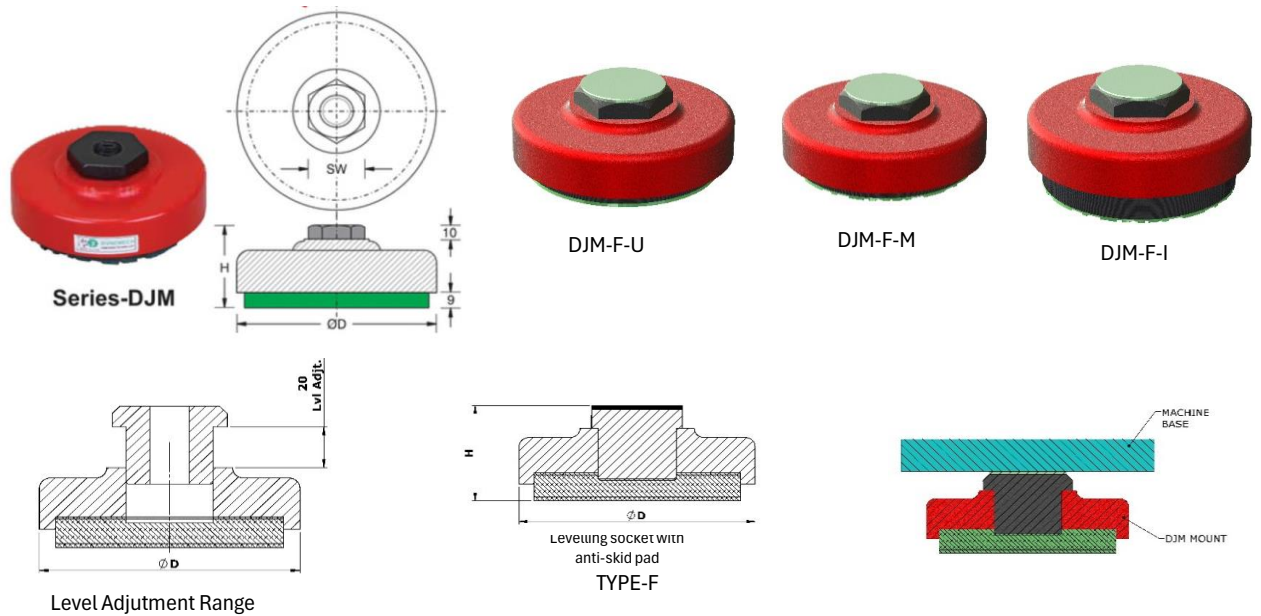 SW
10
H
9
ØD
Series-DJM
DJM-F-U
DJM-F-M
DJM-F-I
20
Lvl Adjt.
ØD
Level Adjutment Range
H
ØD
Levelling socket with
anti-skid pad
TYPE-F
MACHINE
BASE
DJM MOUNT